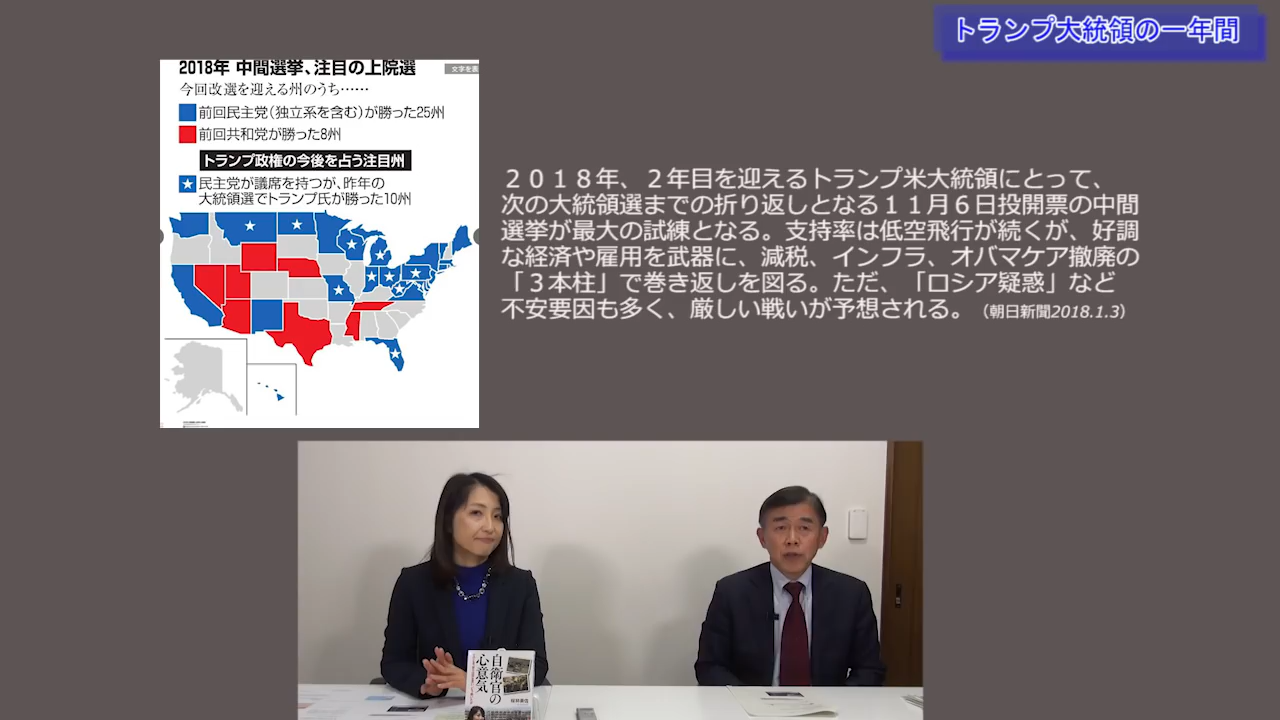 トランプ大統領の一年間
2018年 中間選挙、注目の上院選
文字を表
今回改選を迎える州のうち……
前回民主党(独立系を含む)が勝った25州
前回共和党が勝った8州
トランプ政権の今後を占う注目州
民主党が議席を持つが、昨年の
大統領選でトランプ氏が勝った10州
２０１８年、２年目を迎えるトランプ米大統領にとって、
次の大統領選までの折り返しとなる１１月６日投開票の中間
選挙が最大の試練となる。支持率は低空飛行が続くが、好調
な経済や雇用を武器に、減税、インフラ、オバマケア撤廃の
「３本柱」で巻き返しを図る。ただ、「ロシア疑惑」など
不安要因も多く、厳しい戦いが予想される。（朝日新聞2018.1.3）
自衛官の
心意気